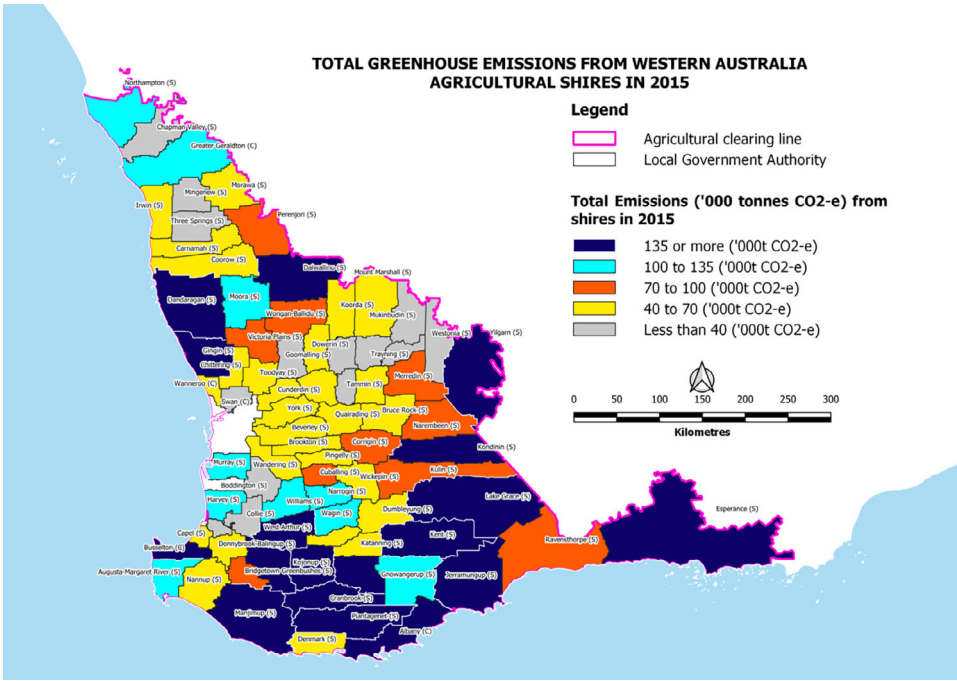 TOTAL GREENHOUSE EMISSIONS FROM WESTERN AUSTRALIA
AGRICULTURAL SHIRES IN 2015
Legend
Agricultural clearing line
Local Government Authority
Total Emissions ('000 tonnes CO2-e) from
shires in 2015
135 or more ('000t CO2-e)
100 to 135 ('000t CO2-e)
70 to 100 ('000t CO2-e)
40 to 70 ('000t CO2-e)
Less than 40 ('000t CO2-e)
0 50 100 150 200 250 300
Kilometres
Northampton (S)
Chapman Valley (S)
Greater Geraldton (C)
Morawa (S)
Mingenew (S)
Irwin (S)
Perenjori (S)
Three Springs (S)
Carnamah (S)
Coorow (S)
Dalwallinu (S)
Mount Marshall (S)
Dandaragan (S)
Moora (S)
Koorda (S)
Wongan-Ballidu (S)
Mukinbudin (S)
Westonia (S)
Yilgarn (S)
Victoria Plains (S)
Dowerin (S)
Gingin (S)
Goomalling (S)
Trayning (S)
Chittering (S)
Toodyay (S)
Merredin (S)
Wanneroo (C)
Tammin (S)
Cunderdin (S)
Swan (C)
York (S)
Bruce Rock (S)
Quairading (S)
Narembeen (S)
Beverley (S)
Brookton (S)
Corrigin (S)
Kondinin (S)
Pingelly (S)
Murray (S)
Wandering (S)
Cuballing (S)
Wickepin (S)
Kulin (S)
Boddington (S)
Narrogin (S)
Lake Grace (S)
Harvey (S)
Williams (S)
Wagin (S)
Dumbleyung (S)
Esperance (S)
Collie (S)
West Arthur (S)
Capel (S)
Kent (S)
Ravensthorpe (S)
Donnybrook-Balingup (S)
Katanning (S)
Busselton (C)
Kojonup (S)
Augusta-Margaret River (S)
Bridgetown Greenbushes (S)
Gnowangerup (S)
Jerramungup (S)
Nannup (S)
Cranbrook (S)
Manjimup (S)
Plantagenet (S)
Albany (C)
Denmark (S)